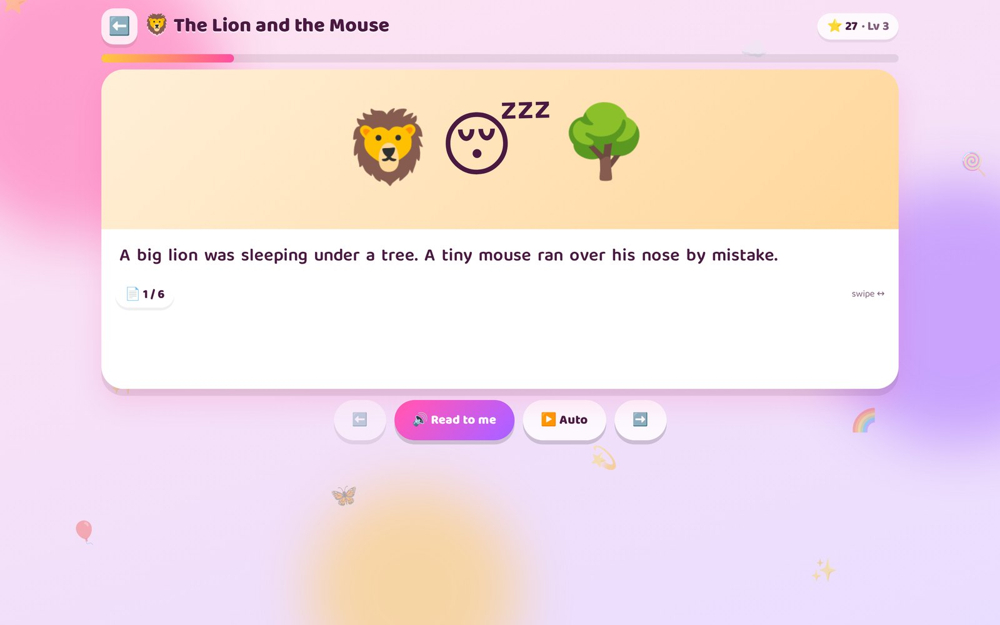 The Lion and the Mouse
27 · Lv 3
zzz
A big lion was sleeping under a tree. A tiny mouse ran over his nose by mistake.
1 / 6
swipe ↔
Read to me
Auto